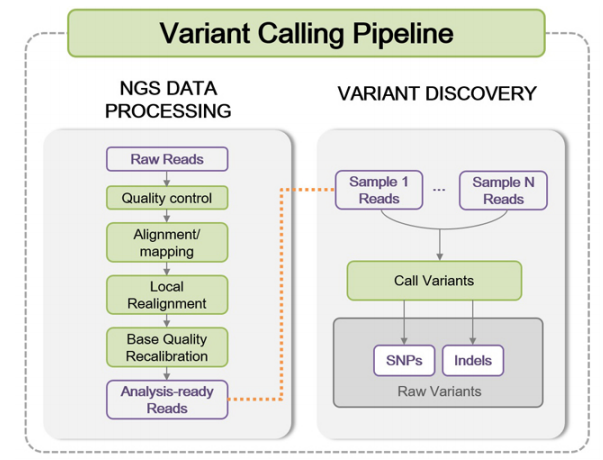 Variant Calling Pipeline
NGS DATA
PROCESSING
Raw Reads
Quality control
Alignment/
mapping
Local
Realignment
Base Quality
Recalibration
Analysis-ready
Reads
VARIANT DISCOVERY
Sample 1
Reads
...
Sample N
Reads
Call Variants
SNPs
Indels
Raw Variants